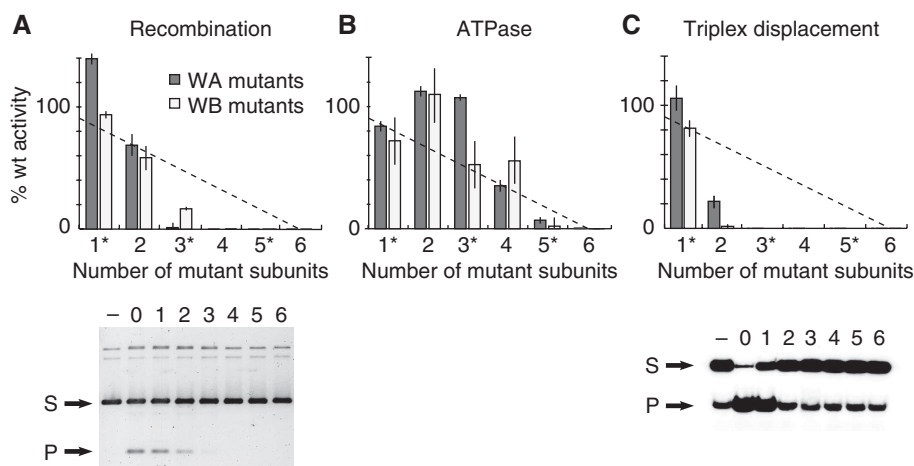 A Recombination
B ATPase
C Triplex displacement
% wt activity
100
0
WA mutants
WB mutants
1* 2 3* 4 5* 6
Number of mutant subunits
100
0
1* 2 3* 4 5* 6
Number of mutant subunits
100
0
1* 2 3* 4 5* 6
Number of mutant subunits
– 0 1 2 3 4 5 6
S
P
– 0 1 2 3 4 5 6
S
P